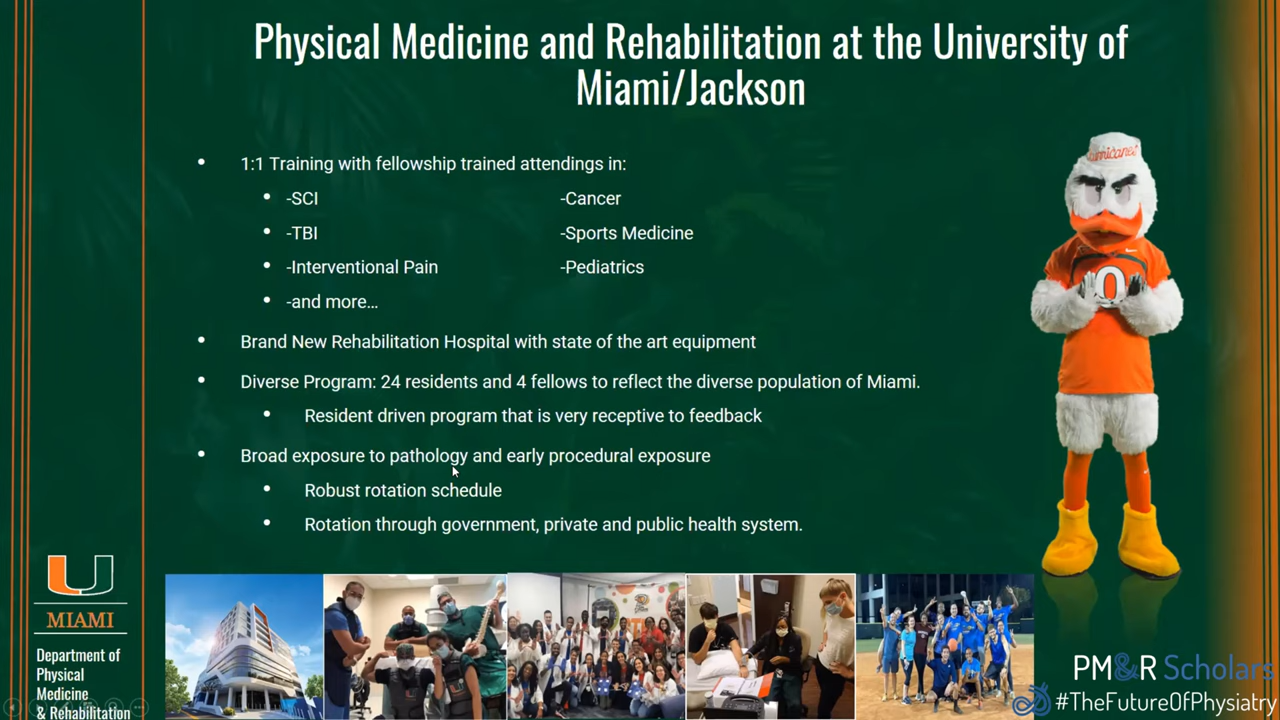 Physical Medicine and Rehabilitation at the University of
Miami/Jackson
1:1 Training with fellowship trained attendings in:
-SCI
-Cancer
-TBI
-Sports Medicine
-Interventional Pain
-Pediatrics
-and more…
Brand New Rehabilitation Hospital with state of the art equipment
Diverse Program: 24 residents and 4 fellows to reflect the diverse population of Miami.
Resident driven program that is very receptive to feedback
Broad exposure to pathology and early procedural exposure
Robust rotation schedule
Rotation through government, private and public health system.
U
MIAMI
Department of
Physical
Medicine
& Rehabilitation
PM&R Scholars
#TheFutureOfPhysiatry